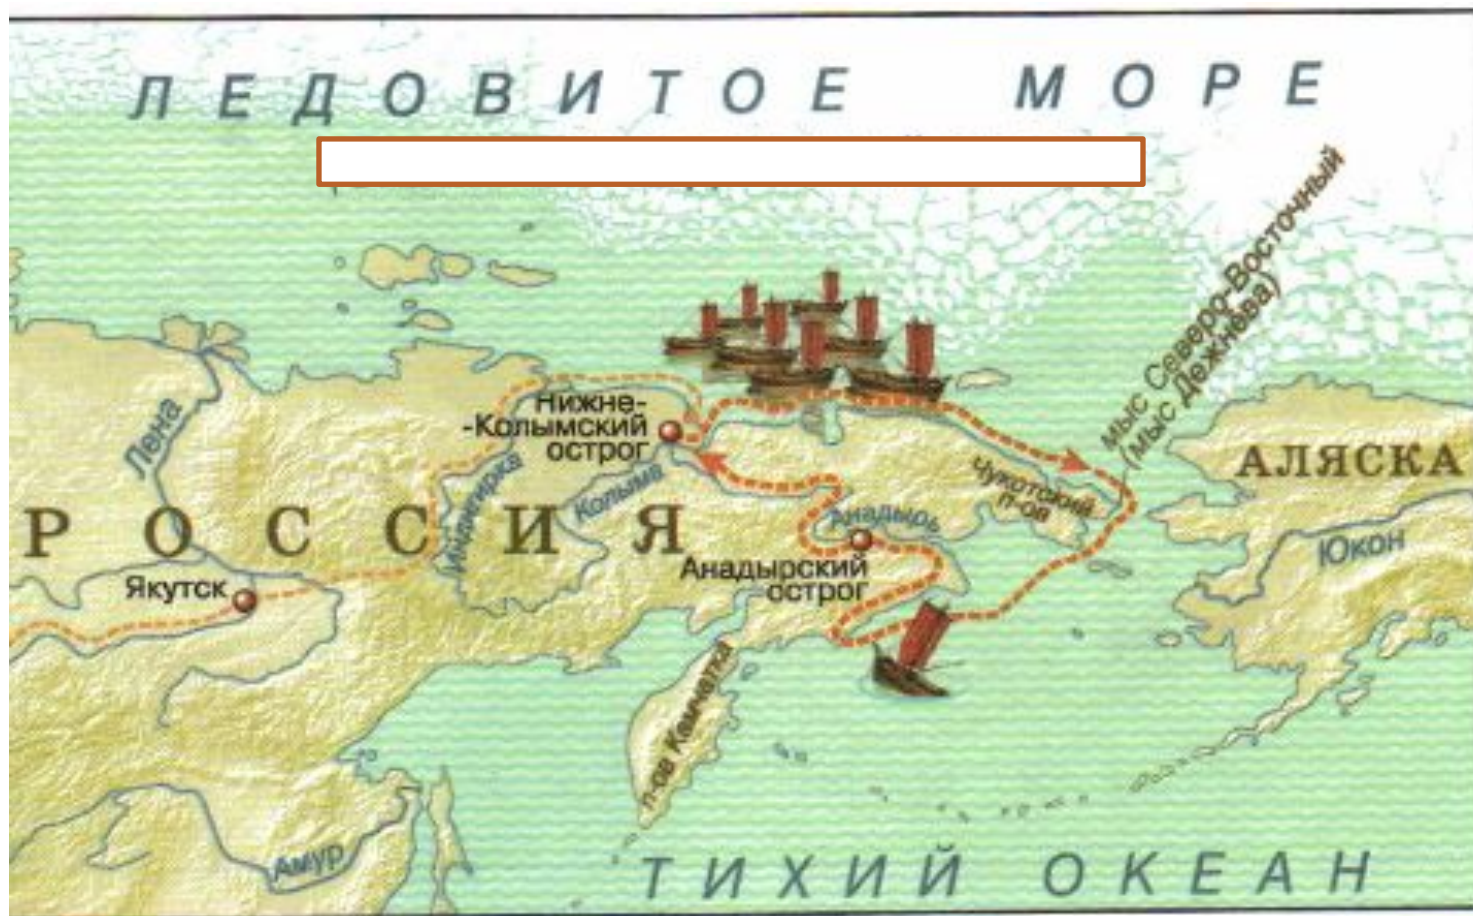 ЛЕДОВИТОЕ МОРЕ
мыс Северо-Восточный
(мыс Дежнёва)
Нижне-
-Колымский
острог
Лена
Индигирка
Колыма
Чукотский
п-ов
АЛЯСКА
РОССИЯ
Анадырь
Юкон
Якутск
Анадырский
острог
п-ов Камчатка
Амур
ТИХИЙ ОКЕАН